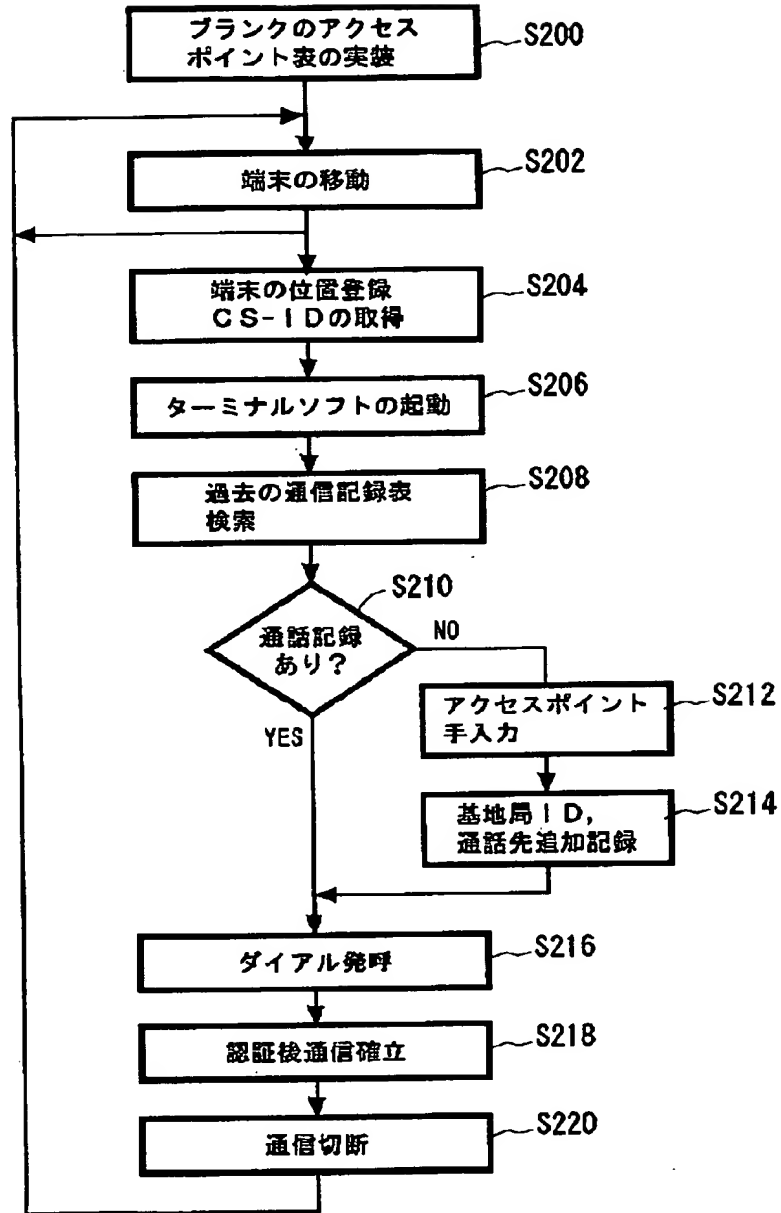 ブランクのアクセス
ポイント表の実装
S200
端末の移動
S202
端末の位置登録
CS-IDの取得
S204
ターミナルソフトの起動
S206
過去の通信記録表
検索
S208
S210
通話記録
あり?
NO
YES
アクセスポイント
手入力
S212
基地局ID,
通話先追加記録
S214
ダイアル発呼
S216
認証後通信確立
S218
通信切断
S220